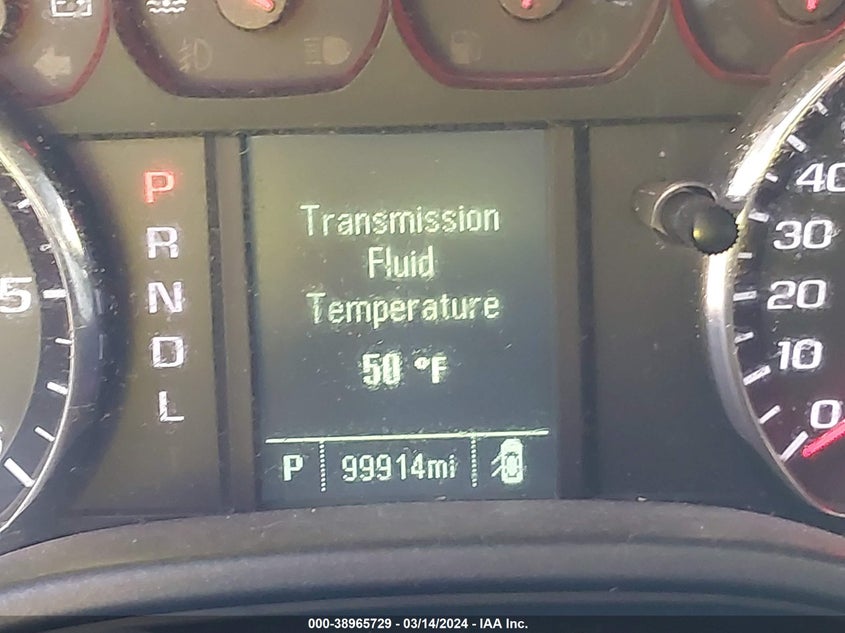 P
R
N
D
L
5
Transmission
Fluid
Temperature
50 °F
P 99914mi
40
30
20
10
0
000-38965729 - 03/14/2024 - IAA Inc.